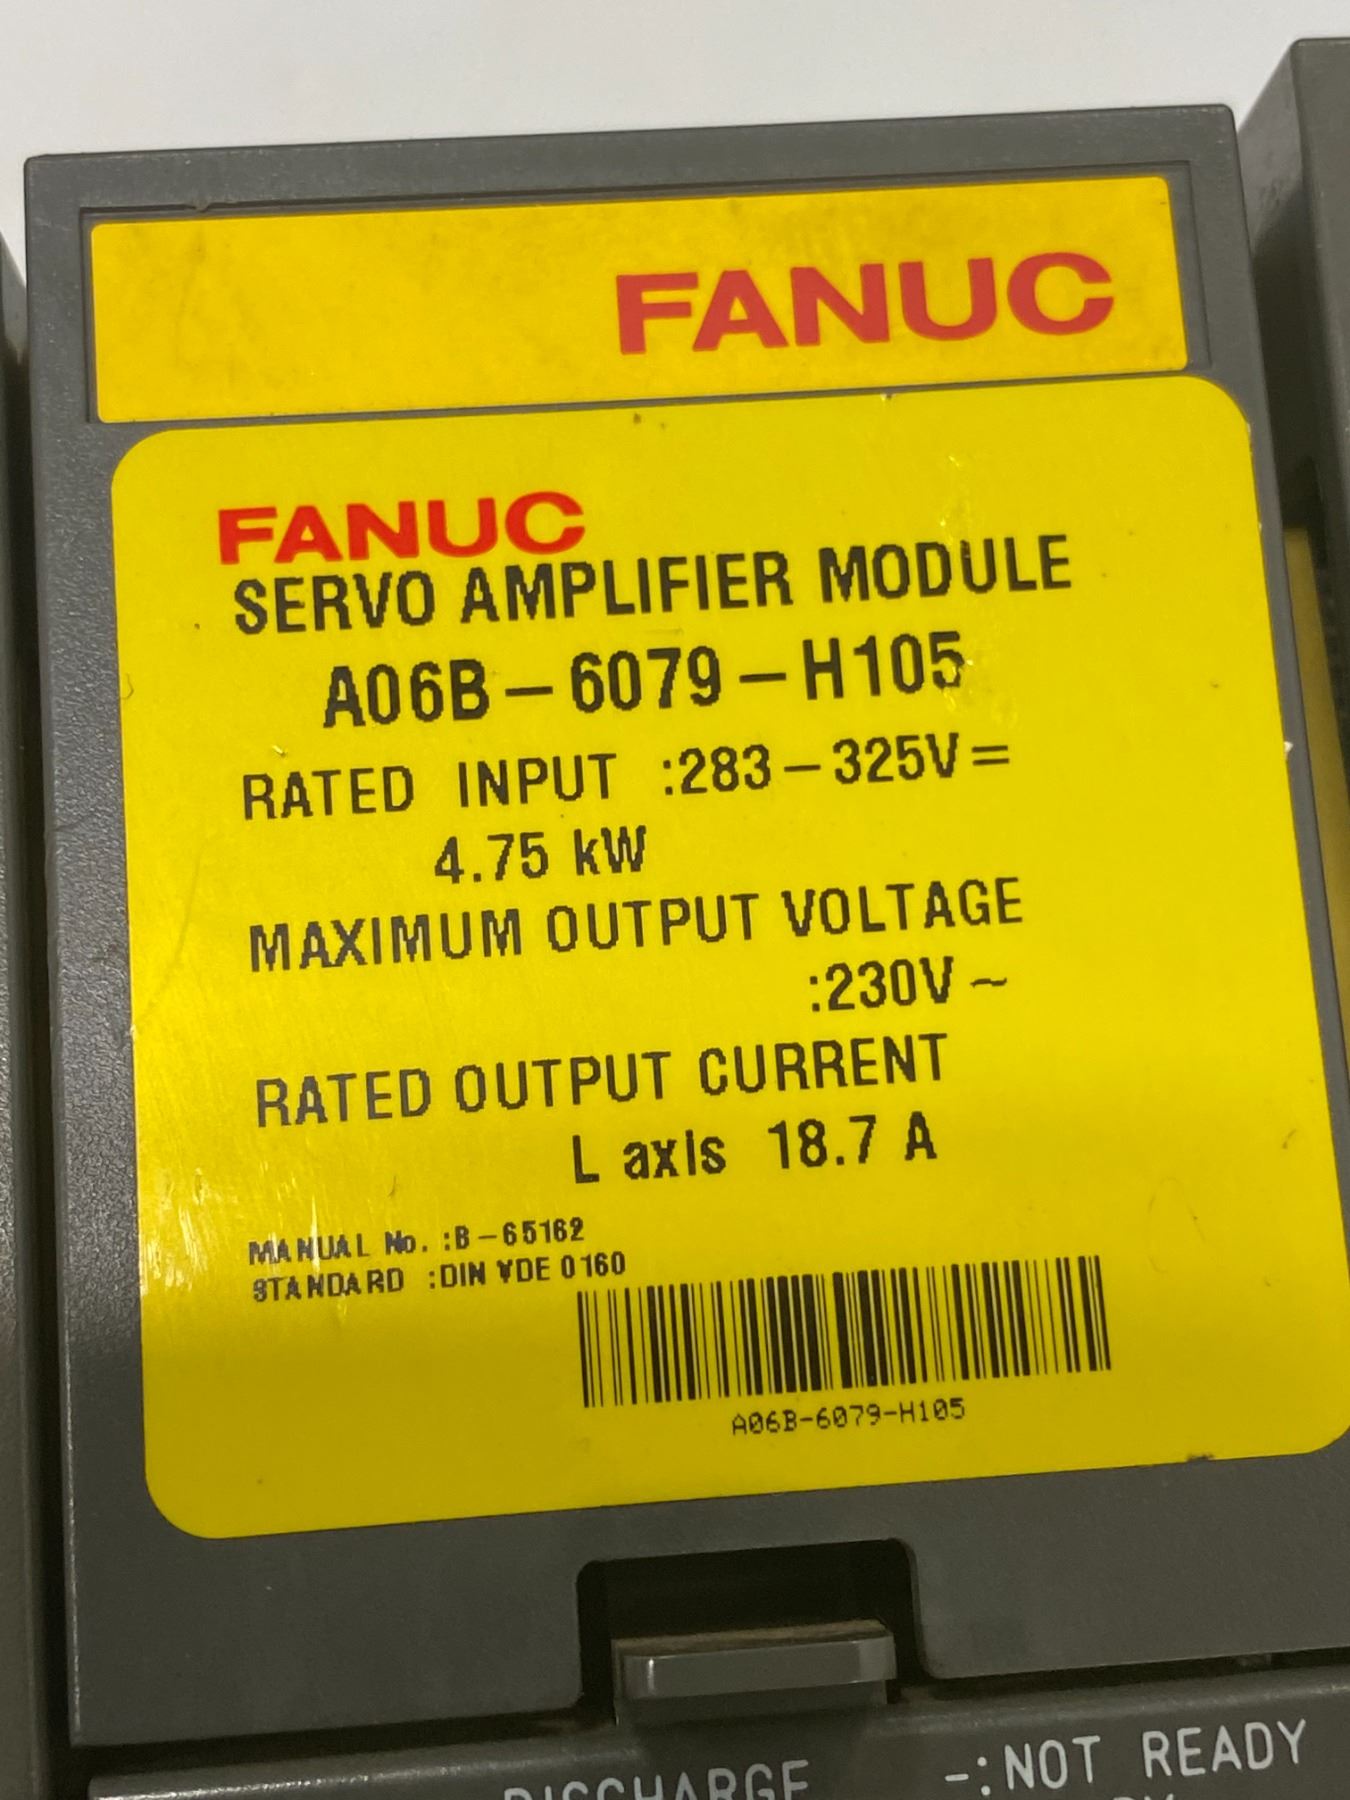 FANUC
FANUC
SERVO AMPLIFIER MODULE
A06B-6079-H105
RATED INPUT :283-325V=
4.75 kW
MAXIMUM OUTPUT VOLTAGE
:230V~
RATED OUTPUT CURRENT
L axis 18.7 A
MANUAL No. :B-65162
STANDARD :DIN VDE 0160
A06B-6079-H105
DISCHARGE -:NOT READY